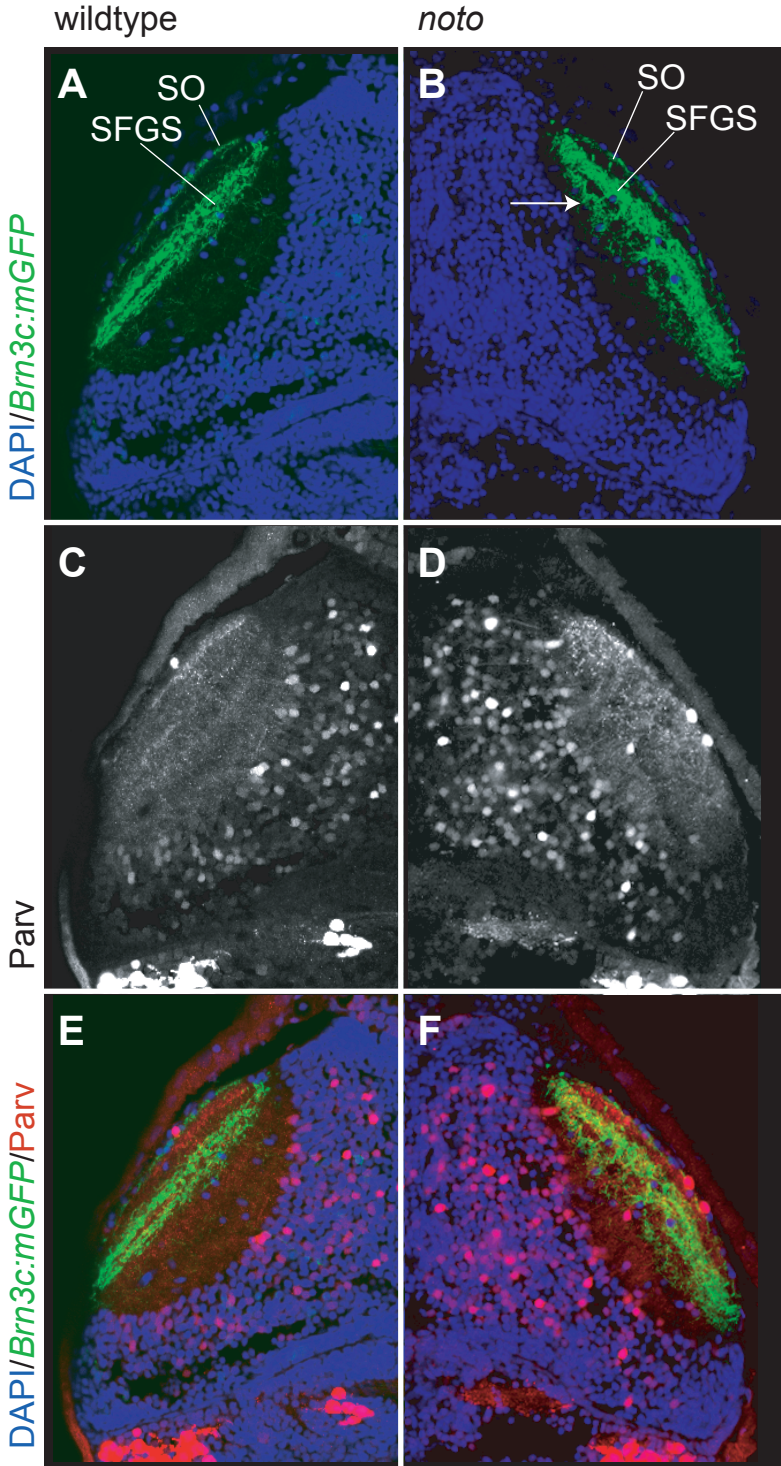 wildtype
noto
A
SO
SFGS
B
SO
SFGS
DAPI/Brn3c:mGFP
C
D
Parv
E
F
DAPI/Brn3c:mGFP/Parv